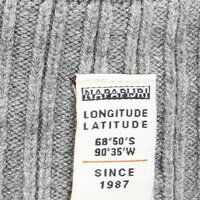 NAPAPIJRI
LONGITUDE
LATITUDE
68°50'S
90°35'W
SINCE
1987